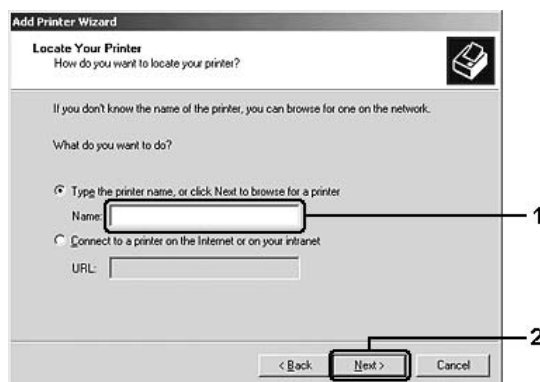 Add Printer Wizard
Locate Your Printer
How do you want to locate your printer?
If you don't know the name of the printer, you can browse for one on the network.
What do you want to do?
Type the printer name, or click Next to browse for a printer
Name:
1
Connect to a printer on the Internet or on your intranet
URL:
2
< Back Next > Cancel